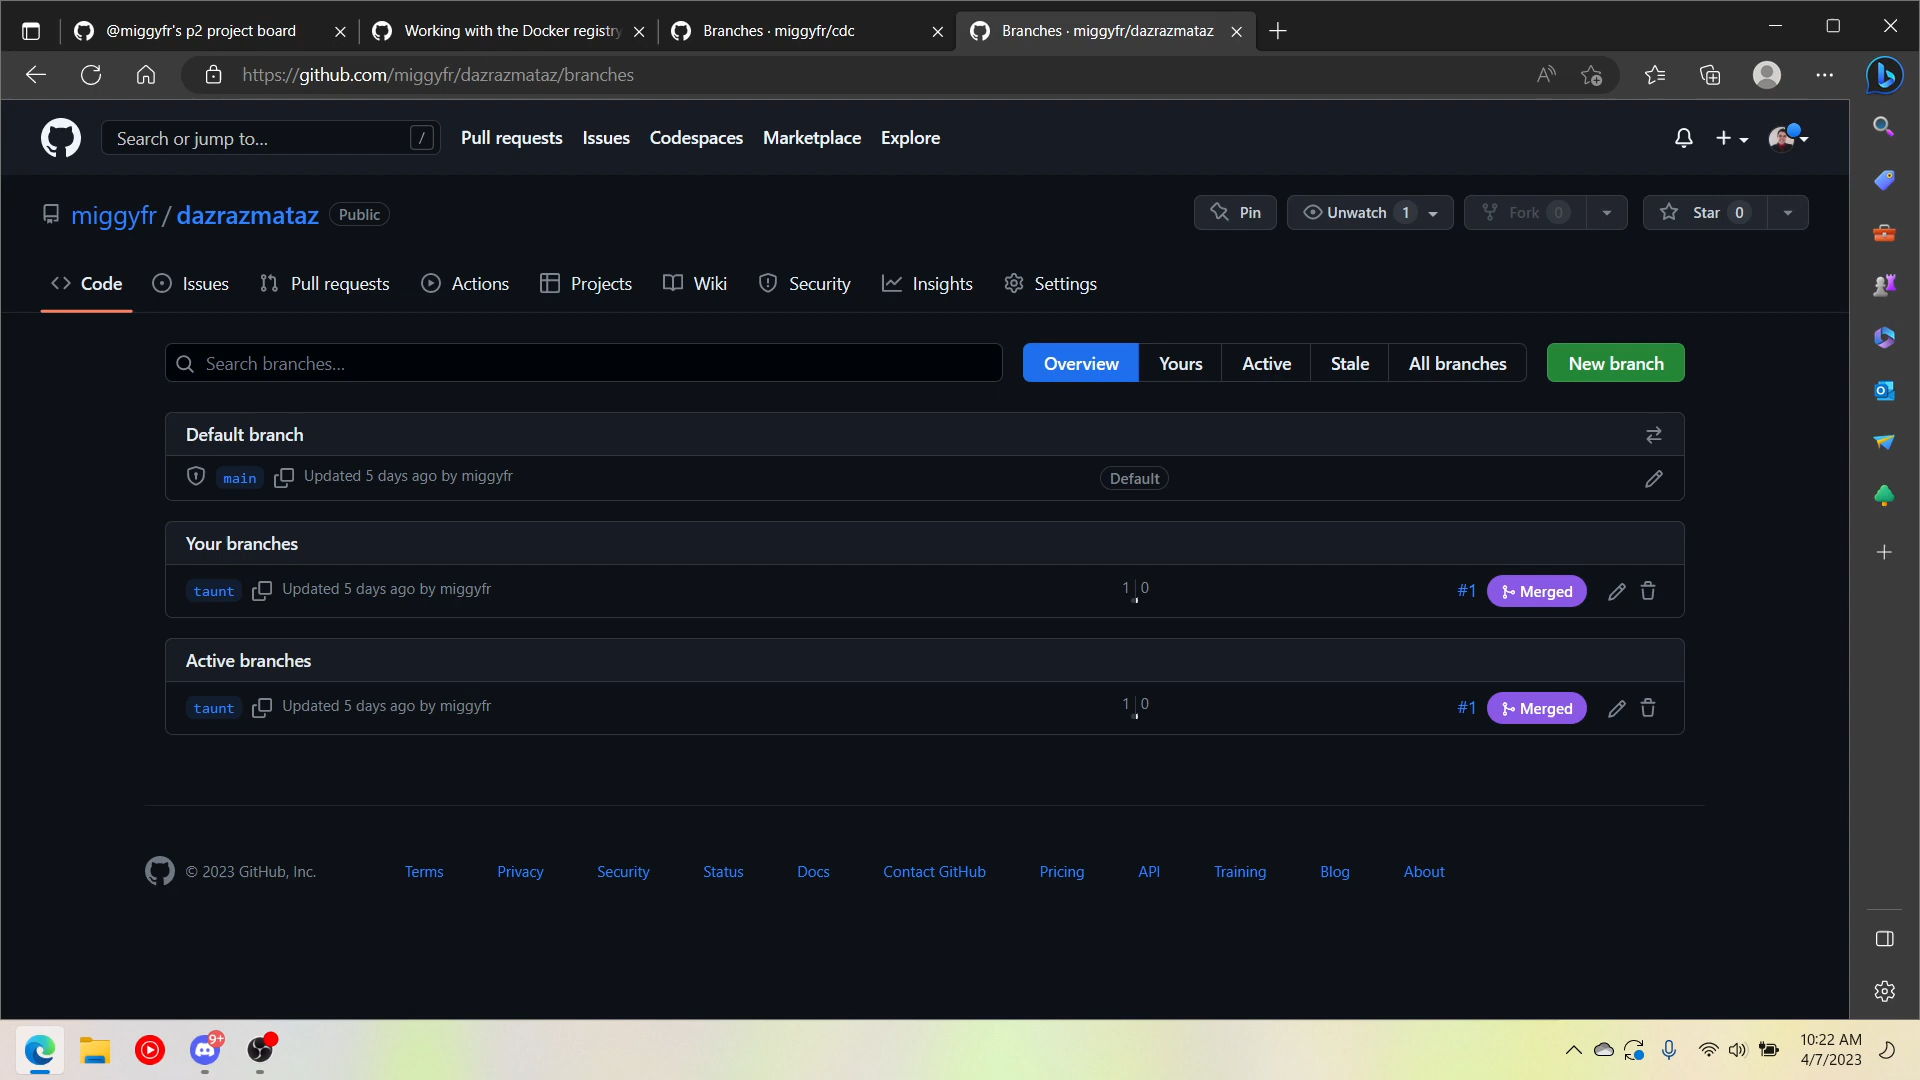 @miggyfr's p2 project board
Working with the Docker registry
Branches · miggyfr/cdc
Branches · miggyfr/dazrazmataz
https://github.com/miggyfr/dazrazmataz/branches
Search or jump to... /
Pull requests Issues Codespaces Marketplace Explore
miggyfr / dazrazmataz Public
Pin Unwatch 1 Fork 0 Star 0
Code Issues Pull requests Actions Projects Wiki Security Insights Settings
Search branches... Overview Yours Active Stale All branches New branch
Default branch
main Updated 5 days ago by miggyfr Default
Your branches
taunt Updated 5 days ago by miggyfr 1 0 #1 Merged
Active branches
taunt Updated 5 days ago by miggyfr 1 0 #1 Merged
© 2023 GitHub, Inc. Terms Privacy Security Status Docs Contact GitHub Pricing API Training Blog About
9+
10:22 AM
4/7/2023